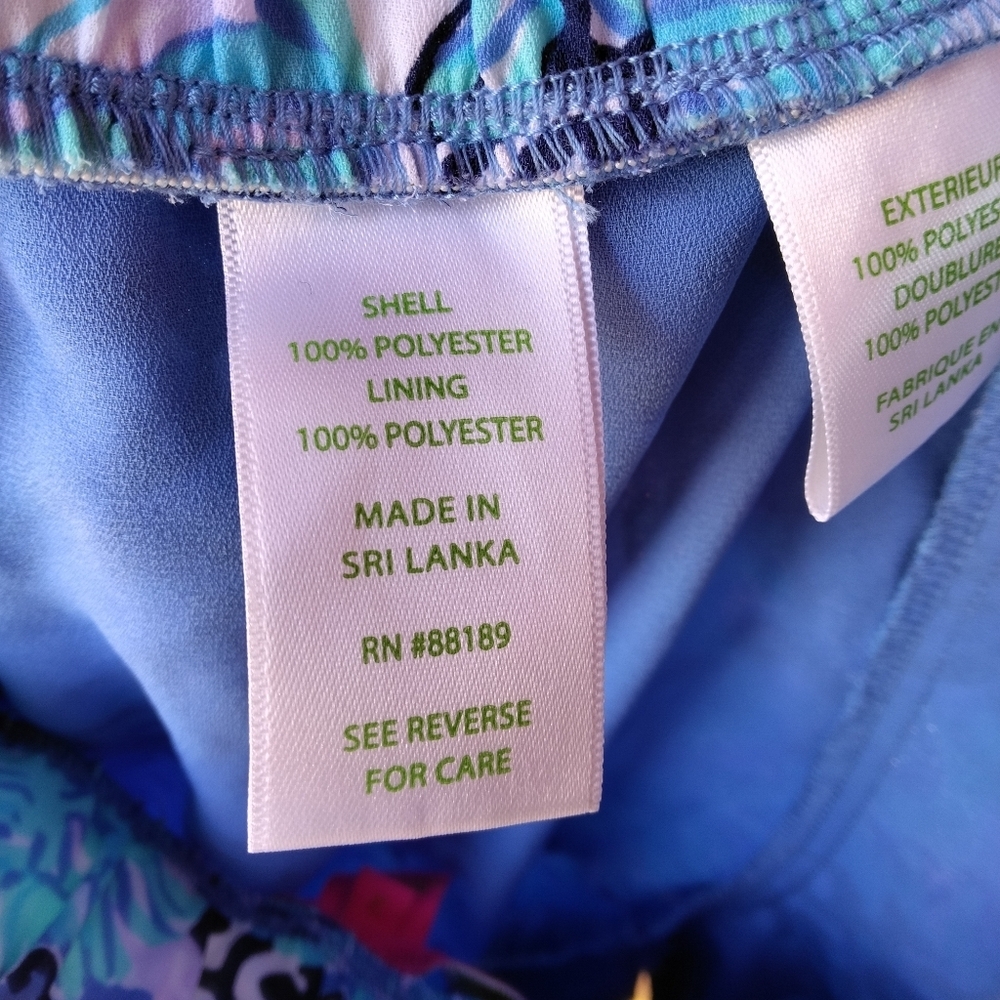 SHELL
100% POLYESTER
LINING
100% POLYESTER
MADE IN
SRI LANKA
RN #88189
SEE REVERSE
FOR CARE
EXTERIEUR
100% POLYES
DOUBLURE
100% POLYEST
FABRIQUE EN
SRI LANKA